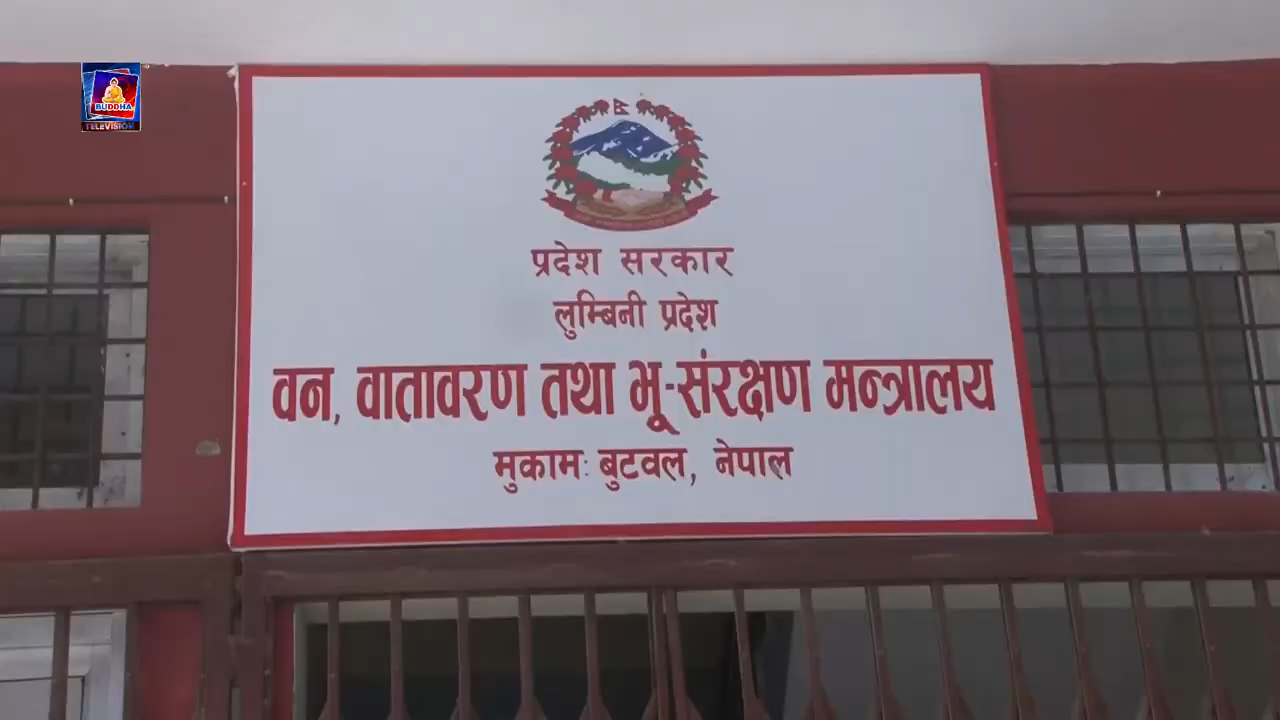 BUDDHA
TELEVISION
प्रदेश सरकार
लुम्बिनी प्रदेश
वन, वातावरण तथा भू-संरक्षण मन्त्रालय
मुकामः बुटवल, नेपाल